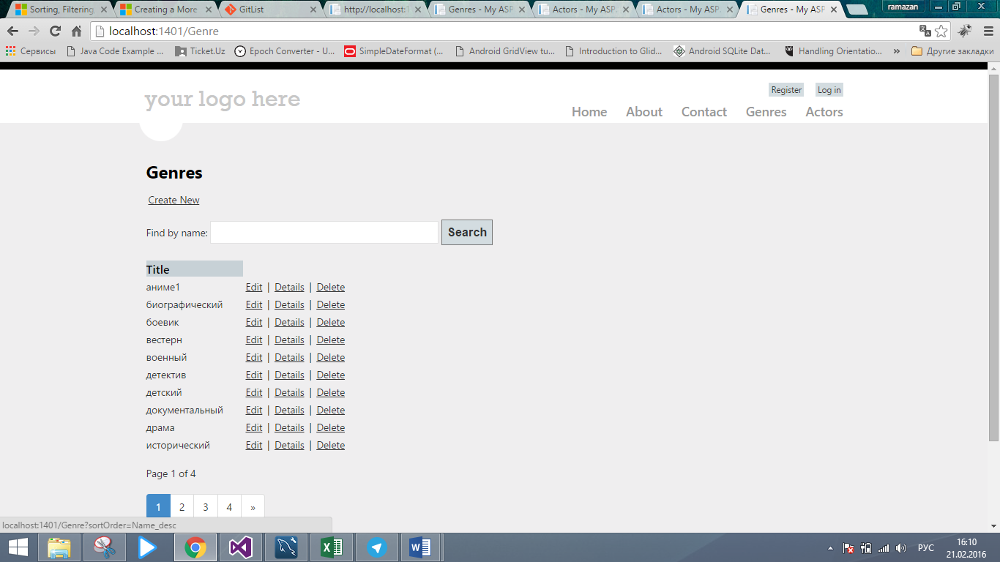 Sorting, Filtering
Creating a More
GitList
http://localhost:
Genres - My ASP.
Actors - My ASP.
Actors - My ASP.
Genres - My ASP
ramazan
localhost:1401/Genre
Сервисы
Java Code Example ...
Ticket.Uz
Epoch Converter - U...
SimpleDateFormat (...
Android GridView tu...
Introduction to Glid...
Android SQLite Dat...
Handling Orientatio...
»
Другие закладки
your logo here
Register
Log in
Home
About
Contact
Genres
Actors
Genres
Create New
Find by name:
Search
Title
аниме1 Edit | Details | Delete
биографический Edit | Details | Delete
боевик Edit | Details | Delete
вестерн Edit | Details | Delete
военный Edit | Details | Delete
детектив Edit | Details | Delete
детский Edit | Details | Delete
документальный Edit | Details | Delete
драма Edit | Details | Delete
исторический Edit | Details | Delete
Page 1 of 4
1 2 3 4 »
localhost:1401/Genre?sortOrder=Name_desc
РУС
16:10
21.02.2016